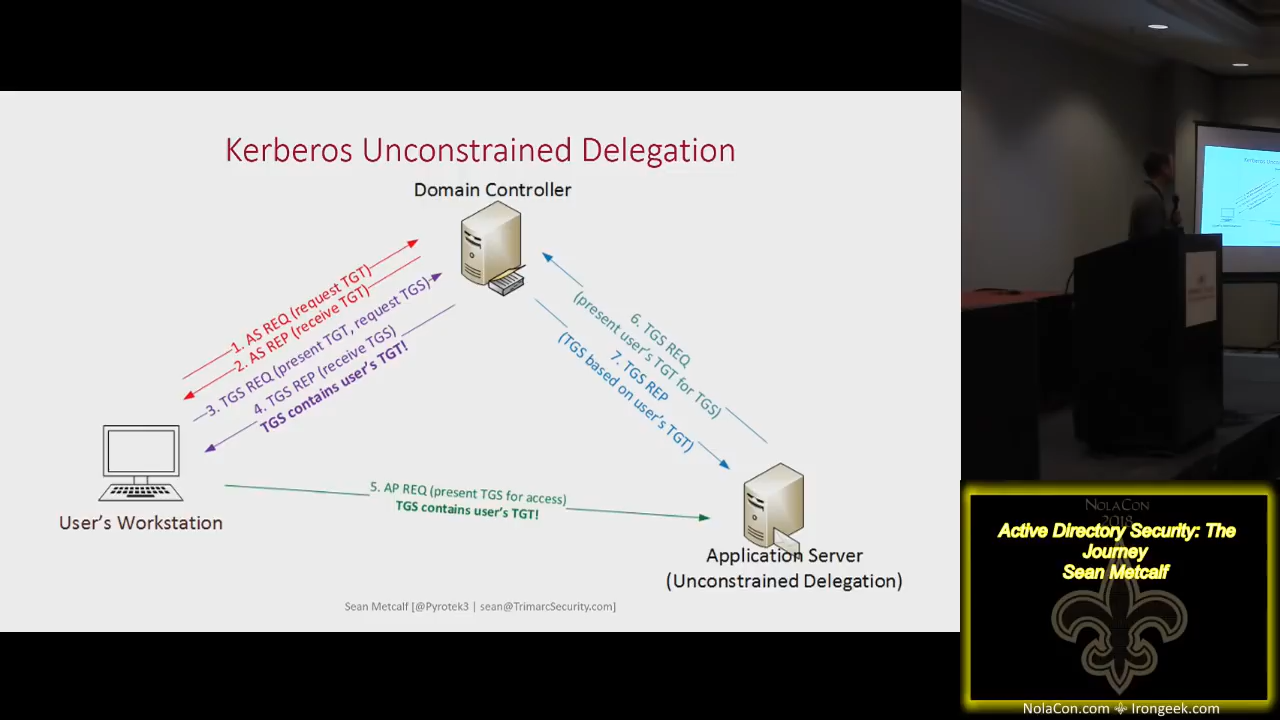 Kerberos Unconstrained Delegation
Domain Controller
1. AS REQ (request TGT)
2. AS REP (receive TGT)
3. TGS REQ (present TGT, request TGS)
4. TGS REP (receive TGS)
TGS contains user's TGT!
6. TGS REQ
(present user's TGT for TGS)
7. TGS REP
(TGS based on user's TGT)
5. AP REQ (present TGS for access)
TGS contains user's TGT!
User's Workstation
Application Server
(Unconstrained Delegation)
Sean Metcalf [@Pyrotek3 | sean@TrimarcSecurity.com]
NOLACON
2018
Active Directory Security: The
Journey
Sean Metcalf
NolaCon.com Irongeek.com